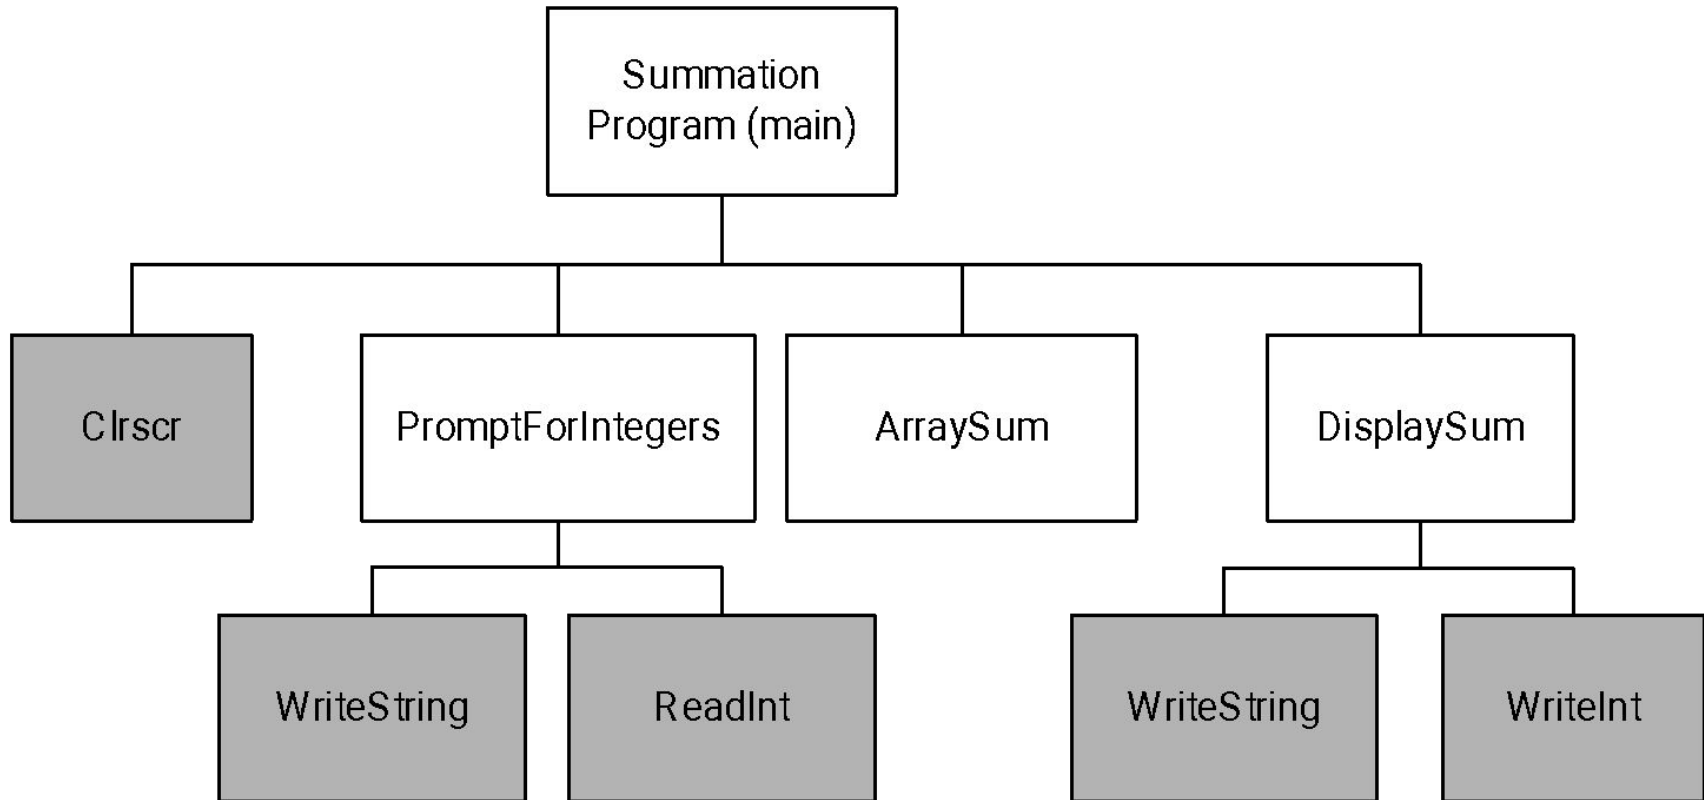 Summation
Program (main)
Clrscr
PromptForIntegers
ArraySum
DisplaySum
WriteString
ReadInt
WriteString
WriteInt